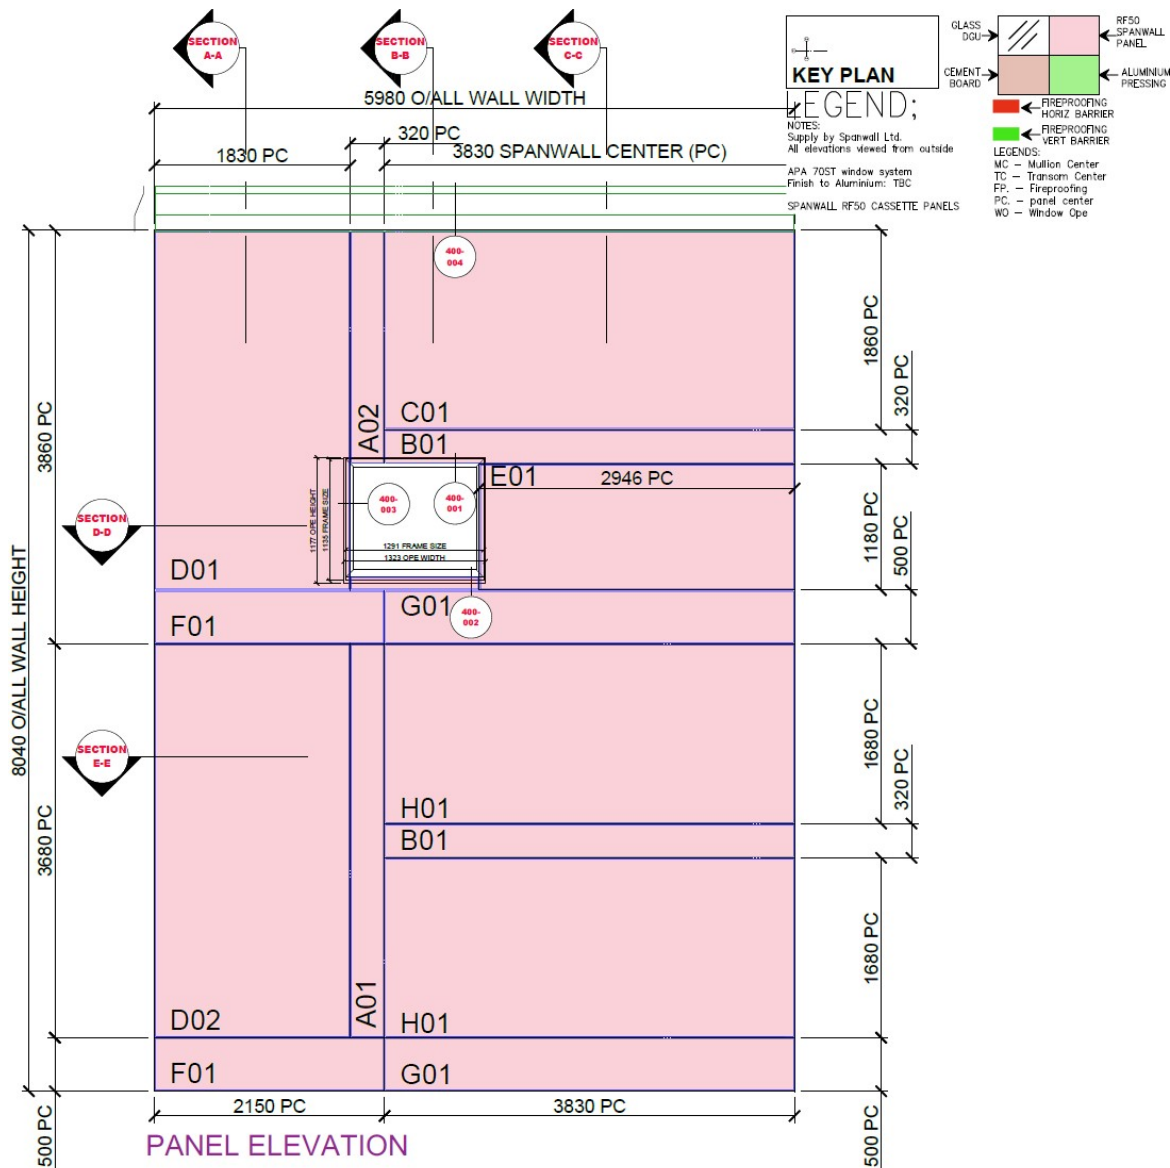 SECTION
A-A
SECTION
B-B
SECTION
C-C
KEY PLAN
GLASS
DGU
RF50
SPANWALL
PANEL
CEMENT
BOARD
ALUMINIUM
PRESSING
FIREPROOFING
HORIZ BARRIER
FIREPROOFING
VERT BARRIER
LEGEND;
NOTES:
Supply by Spanwall Ltd.
All elevations viewed from outside
APA 70ST window system
Finish to Aluminium: TBC
SPANWALL RF50 CASSETTE PANELS
LEGENDS:
MC – Mullion Center
TC – Transom Center
FP. – Fireproofing
PC. – panel center
WO – Window Ope
5980 O/ALL WALL WIDTH
320 PC
1830 PC
3830 SPANWALL CENTER (PC)
400-
004
1860 PC
320 PC
3860 PC
A02
C01
B01
E01
2946 PC
400-
003
400-
001
1177 OPE HEIGHT
1135 FRAME SIZE
1291 FRAME SIZE
1323 OPE WIDTH
1180 PC
500 PC
SECTION
D-D
D01
G01
400-
002
F01
8040 O/ALL WALL HEIGHT
SECTION
E-E
1680 PC
320 PC
H01
B01
3680 PC
1680 PC
A01
D02
H01
F01
G01
2150 PC
3830 PC
500 PC
500 PC
PANEL ELEVATION